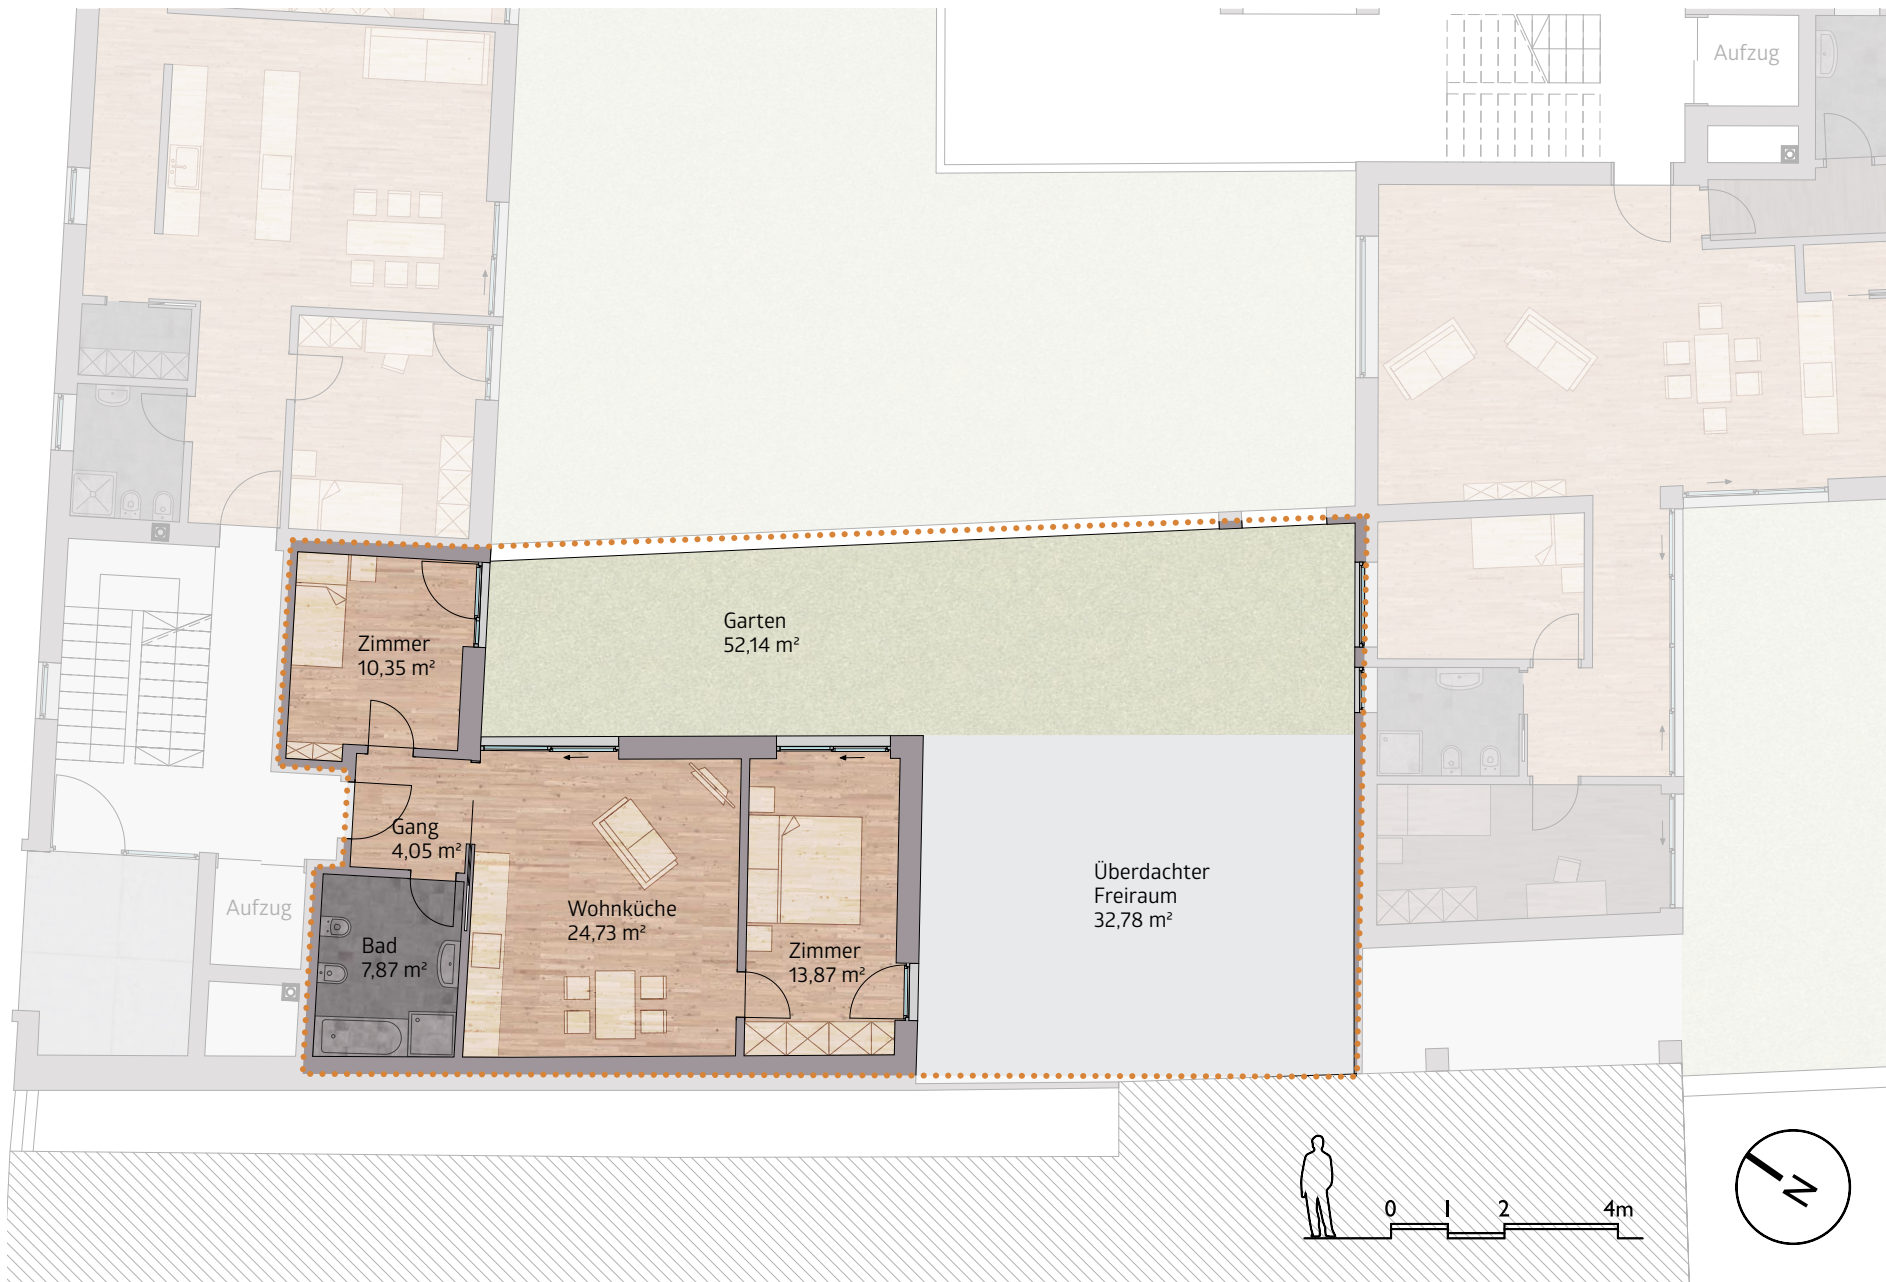 Aufzug
Garten
52,14 m²
Zimmer
10,35 m²
Gang
4,05 m²
Überdachter
Freiraum
32,78 m²
Aufzug
Wohnküche
24,73 m²
Bad
7,87 m²
Zimmer
13,87 m²
0 1 2 4m
N